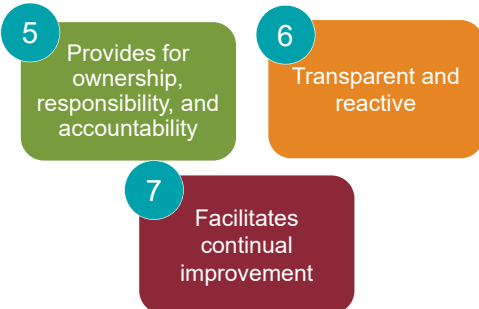 5
Provides for
ownership,
responsibility, and
accountability
6
Transparent and
reactive
7
Facilitates
continual
improvement